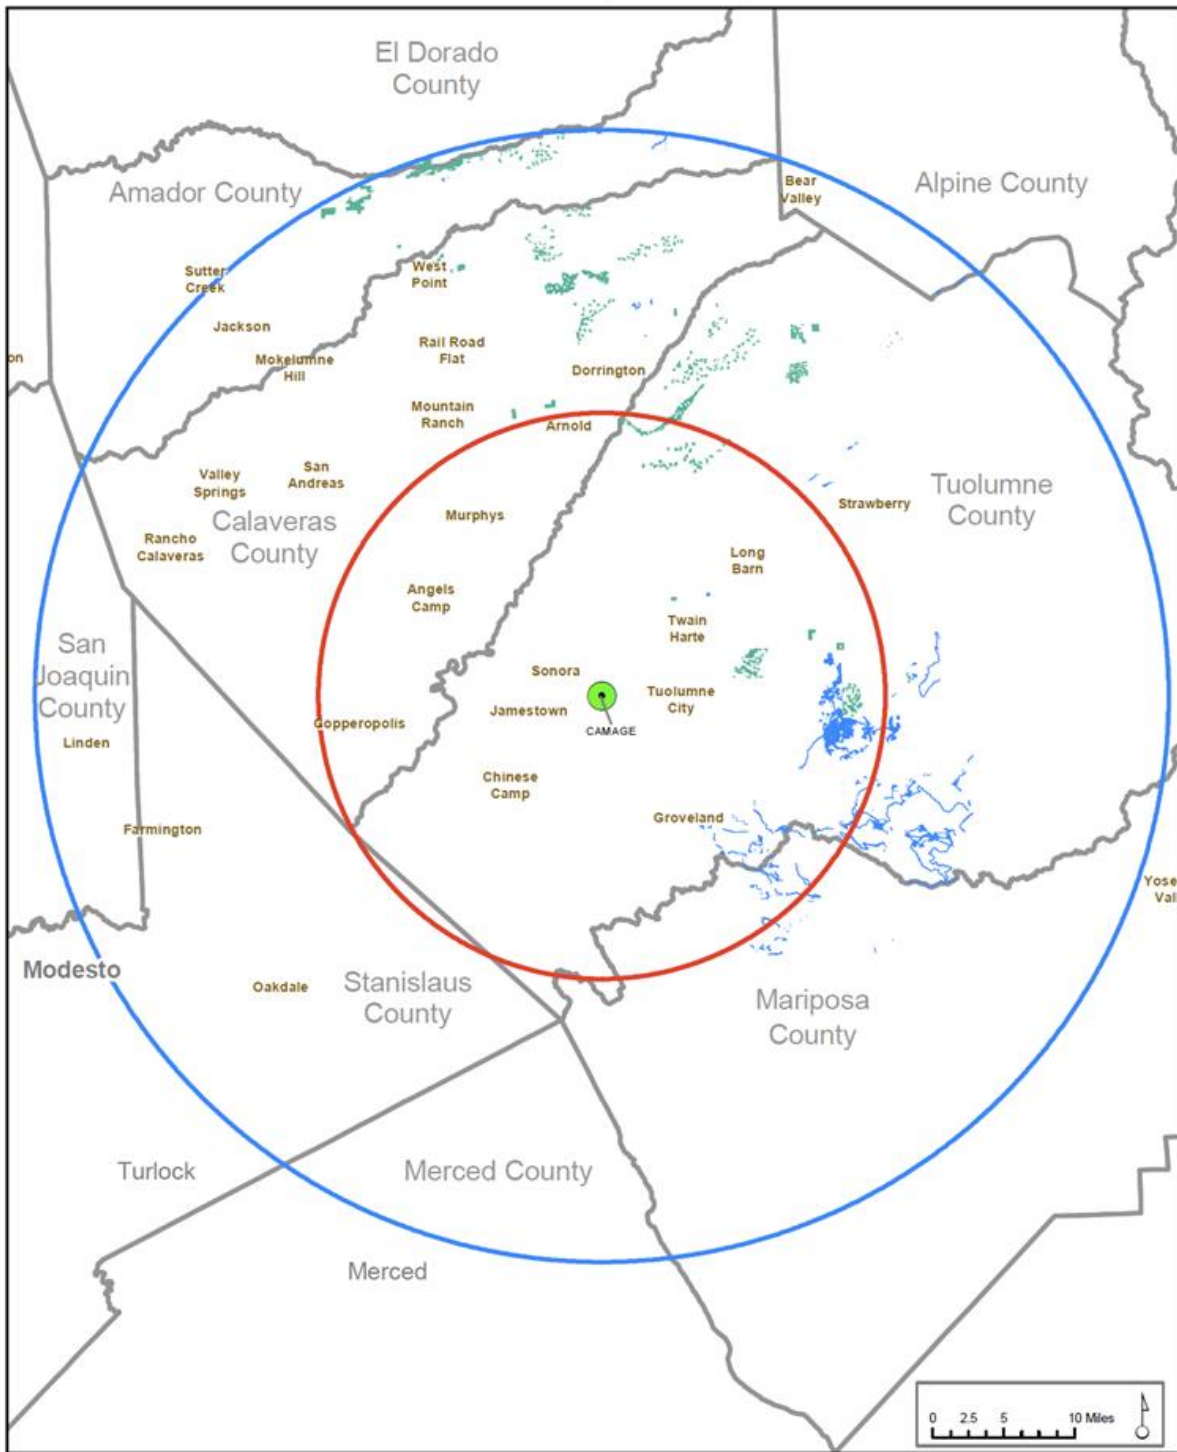 El Dorado
County
Amador County
Bear
Valley
Alpine County
Sutter
Creek
West
Point
Jackson
Rail Road
Flat
on
Mokelumne
Hill
Dorrington
Mountain
Ranch
Arnold
Valley
Springs
San
Andreas
Strawberry
Tuolumne
County
Murphys
Calaveras
County
Rancho
Calaveras
Long
Barn
Angels
Camp
Twain
Harte
San
Joaquin
County
Sonora
Tuolumne
City
Jamestown
Copperopolis
CAMAGE
Linden
Chinese
Camp
Groveland
Farmington
Yose
Val
Modesto
Oakdale
Stanislaus
County
Mariposa
County
Turlock
Merced County
Merced
0 2.5 5 10 Miles